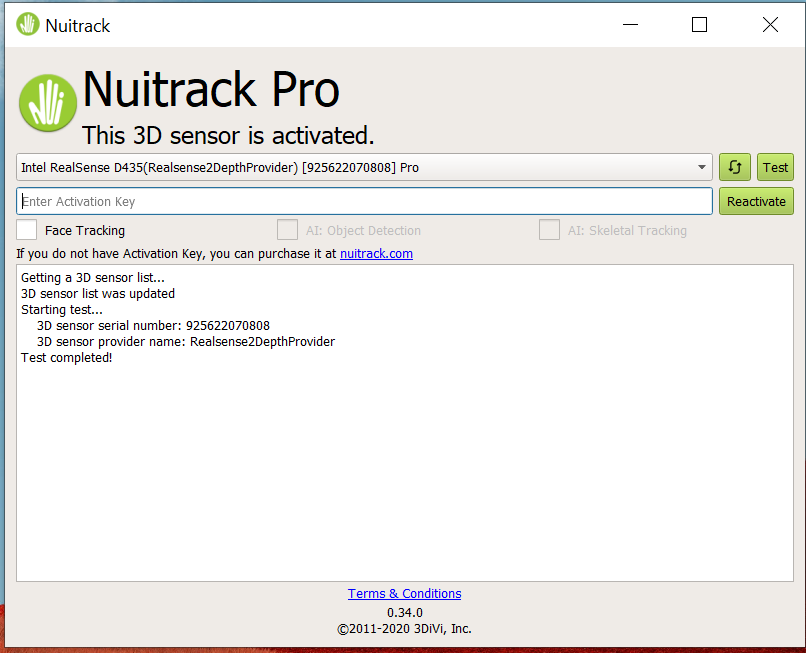 Nuitrack
Nuitrack Pro
This 3D sensor is activated.
Intel RealSense D435(Realsense2DepthProvider) [925622070808] Pro
Test
Enter Activation Key
Reactivate
Face Tracking
AI: Object Detection
AI: Skeletal Tracking
If you do not have Activation Key, you can purchase it at nuitrack.com
Getting a 3D sensor list...
3D sensor list was updated
Starting test...
3D sensor serial number: 925622070808
3D sensor provider name: Realsense2DepthProvider
Test completed!
Terms & Conditions
0.34.0
©2011-2020 3DiVi, Inc.